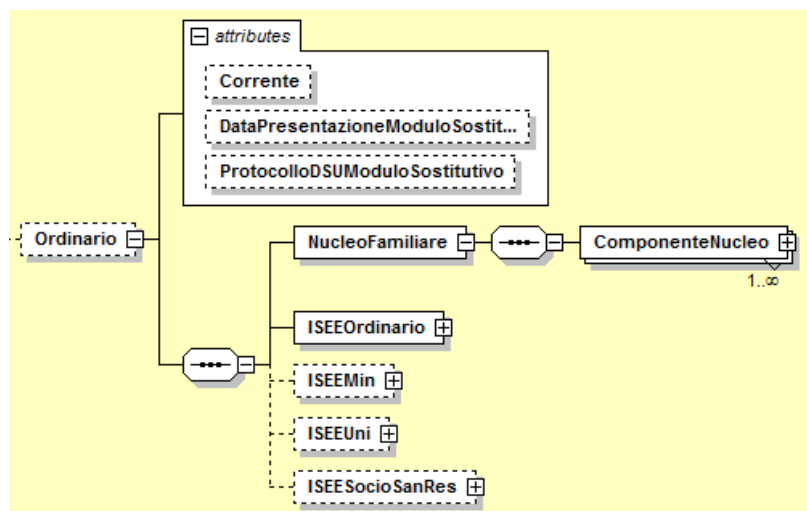 attributes
Corrente
DataPresentazioneModuloSostit...
ProtocolloDSUModuloSostitutivo
Ordinario
NucleoFamiliare
ComponenteNucleo
1..∞
ISEEOrdinario
ISEEMin
ISEEUni
ISEESocioSanRes